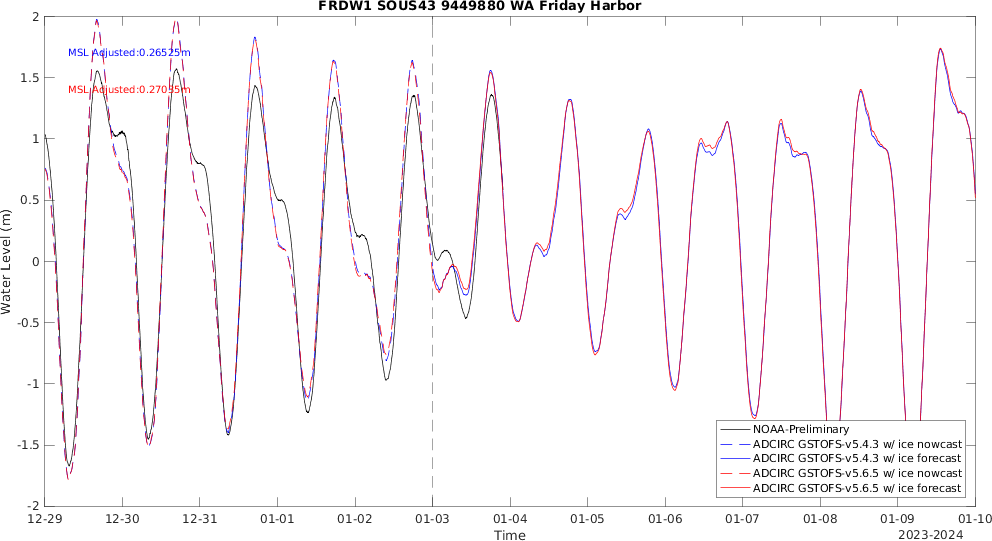 FRDW1 SOUS43 9449880 WA Friday Harbor
MSL Adjusted:0.26525m
MSL Adjusted:0.27035m
Water Level (m)
2
1.5
1
0.5
0
-0.5
-1
-1.5
-2
NOAA-Preliminary
ADCIRC GSTOFS-v5.4.3 w/ ice nowcast
ADCIRC GSTOFS-v5.4.3 w/ ice forecast
ADCIRC GSTOFS-v5.6.5 w/ ice nowcast
ADCIRC GSTOFS-v5.6.5 w/ ice forecast
12-29 12-30 12-31 01-01 01-02 01-03 01-04 01-05 01-06 01-07 01-08 01-09 01-10
Time
2023-2024